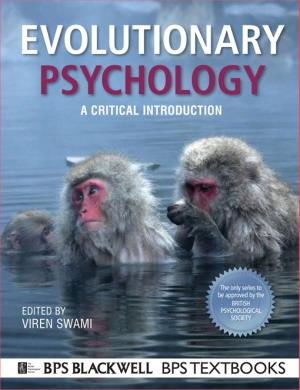 EVOLUTIONARY
PSYCHOLOGY
A CRITICAL INTRODUCTION
The only series to
be approved by the
BRITISH
PSYCHOLOGICAL
SOCIETY
EDITED BY
VIREN SWAMI
BPS BLACKWELL BPS TEXTBOOKS